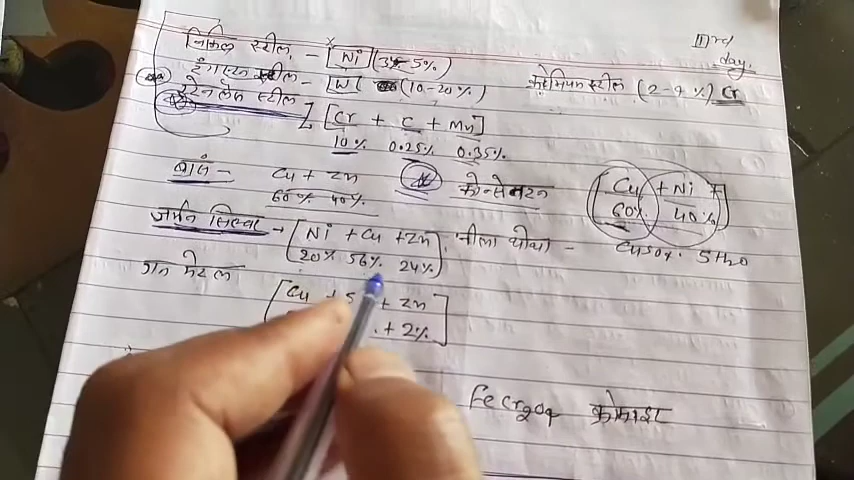 IIIrd day.
निकिल स्टील - [Ni] (3% - 5%)
टंगस्टन स्टील - [W] (10-20%)
क्रोमियम स्टील (2-4%) Cr
स्टेनलेस स्टील [Cr + C + Mn]
10% 0.25% 0.35%
Cu + Zn
60% 40%
[Cu + Ni]
60% 40%
जर्मन सिल्वर → [Ni + Cu + Zn]
20% 56% 24%
नीला थोथा - CuSO4. 5H2O
गन मेटल
[Cu + S + Zn]
+ 2%
FeCr2O4 क्रोमाइट